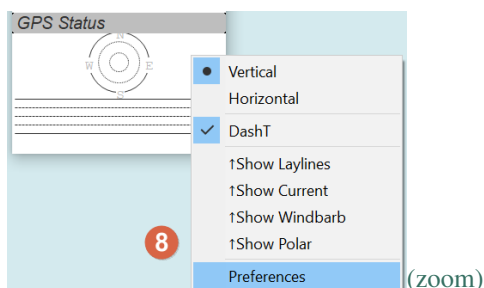 GPS Status
N
W E
S
Vertical
Horizontal
DashT
↑Show Laylines
↑Show Current
↑Show Windbarb
↑Show Polar
8
Preferences
(zoom)